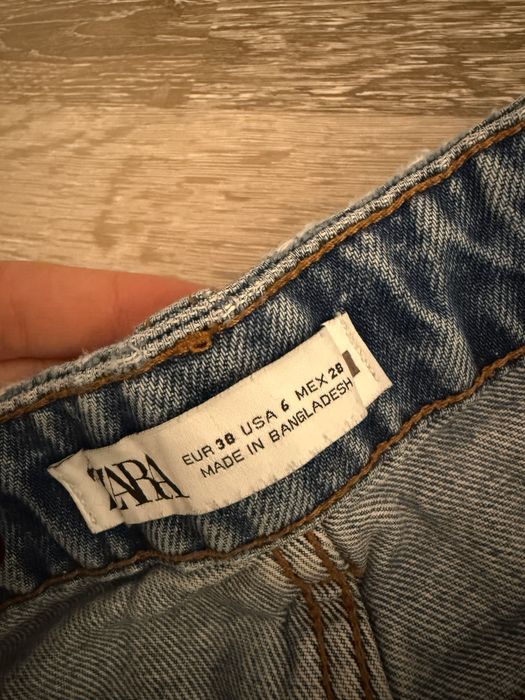 ZARA
EUR 38 USA 6 MEX 28
MADE IN BANGLADESH